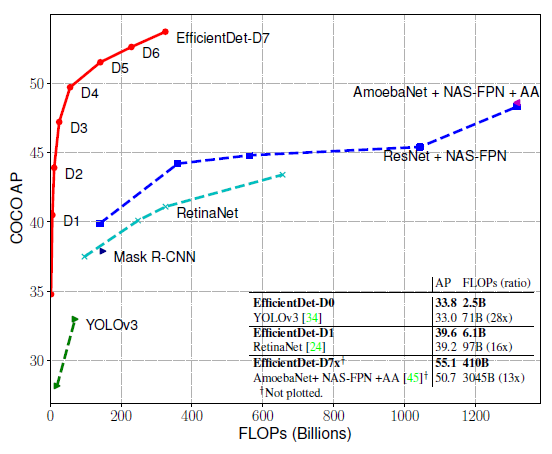 EfficientDet-D7
D6
D5
D4
D3
D2
D1
AmoebaNet + NAS-FPN + AA
ResNet + NAS-FPN
RetinaNet
Mask R-CNN
YOLOv3
COCO AP
50
45
40
35
30
0 200 400 600 800 1000 1200
FLOPs (Billions)
AP FLOPs (ratio)
EfficientDet-D0 33.8 2.5B
YOLOv3 [34] 33.0 71B (28x)
EfficientDet-D1 39.6 6.1B
RetinaNet [24] 39.2 97B (16x)
EfficientDet-D7x† 55.1 410B
AmoebaNet+ NAS-FPN +AA [45]† 50.7 3045B (13x)
†Not plotted.